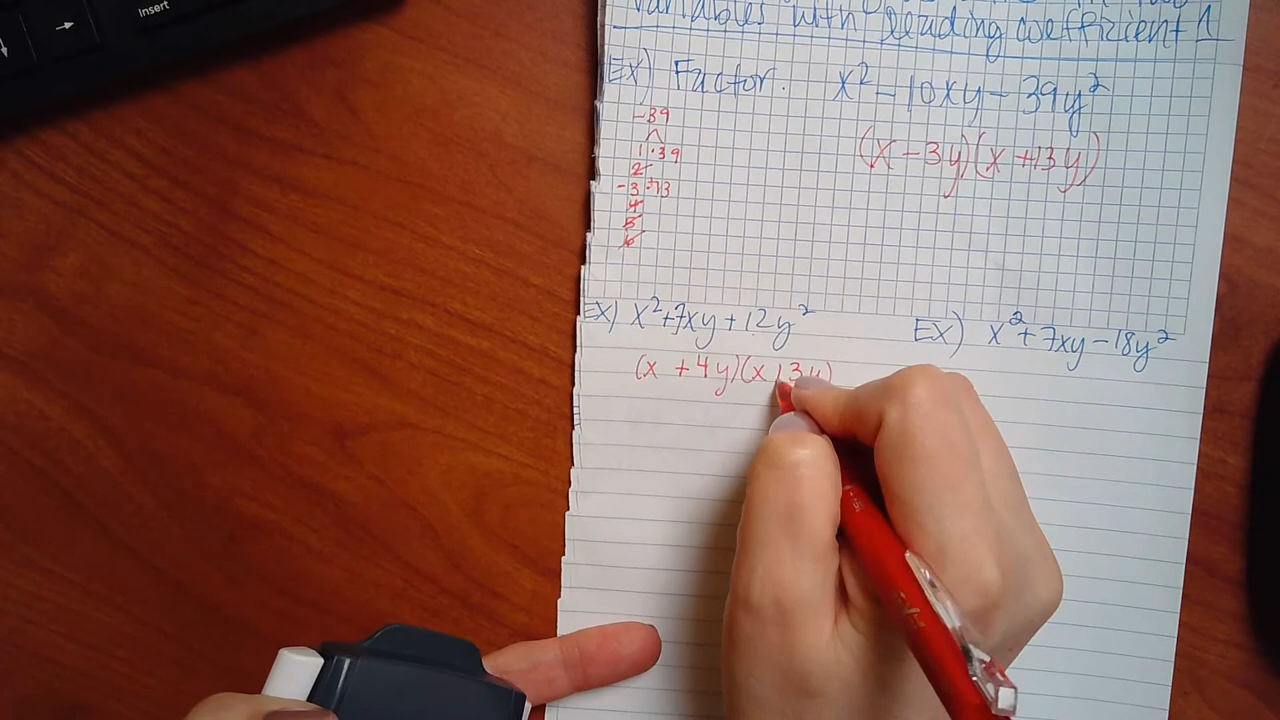 Insert
variables with leading coefficient 1
EX) Factor. x²-10xy-39y²
-39
(x-3y)(x+13y)
1·39
2
-3·+13
4
5
6
EX) x²+7xy+12y²
EX) x²+7xy-18y²
(x+4y)(x+3y)